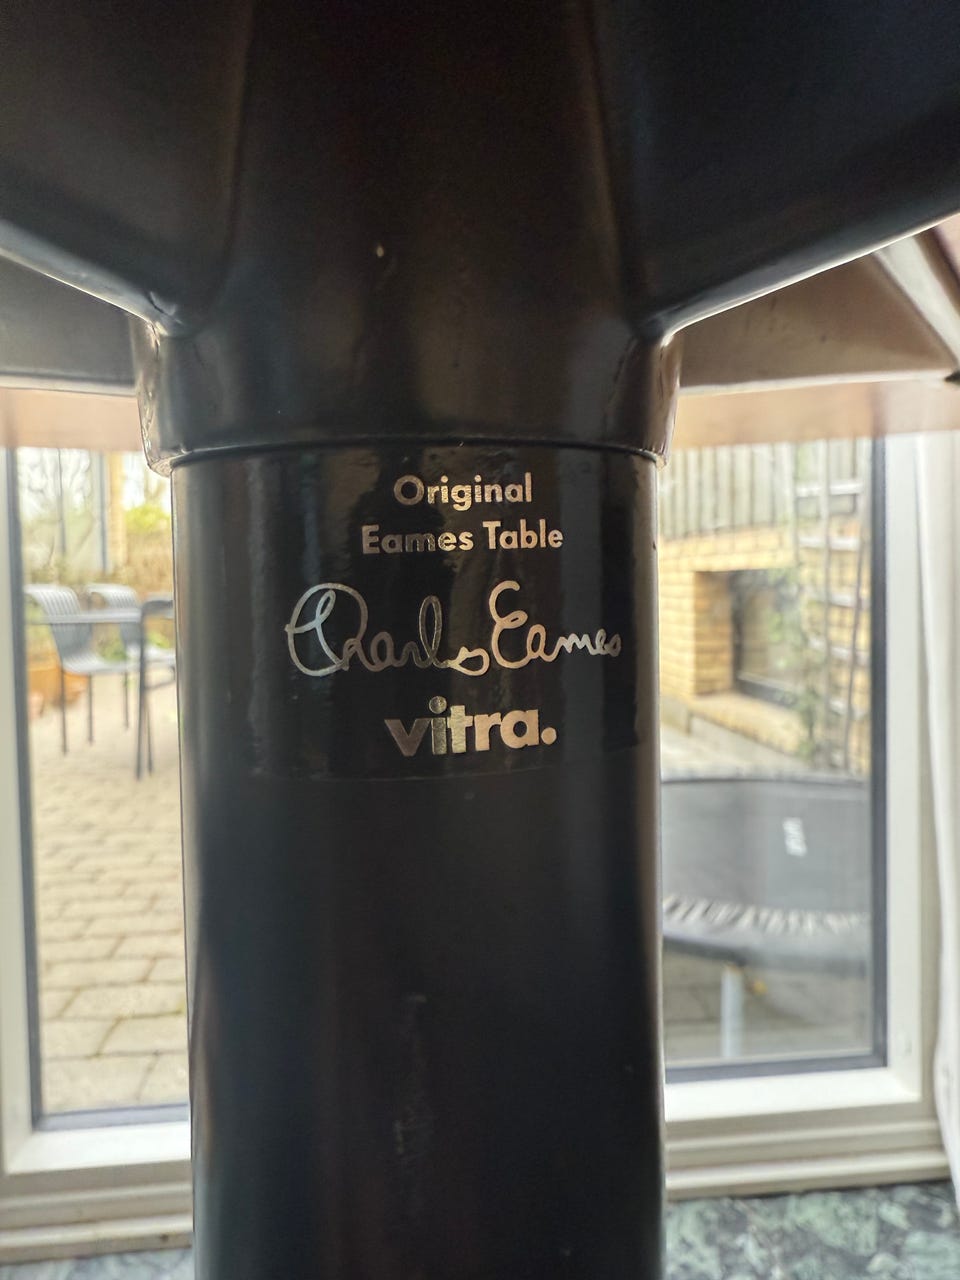 Original
Eames Table
Charles Eames
vitra.